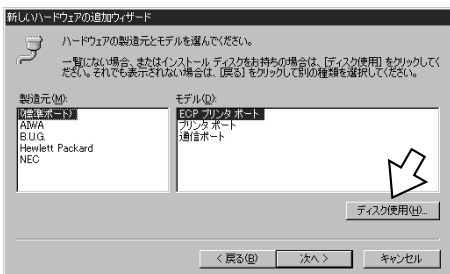 新しいハードウェアの追加ウィザード
ハードウェアの製造元とモデルを選んでください。
一覧にない場合、またはインストール ディスクをお持ちの場合は、[ディスク使用] をクリックしてく
ださい。それでも表示されない場合は、[戻る] をクリックして別の種類を選択してください。
製造元(M):
(標準ポート)
AIWA
B.U.G.
Hewlett Packard
NEC
モデル(D):
ECP プリンタ ポート
プリンタ ポート
通信ポート
ディスク使用(H)...
< 戻る(B)
次へ >
キャンセル